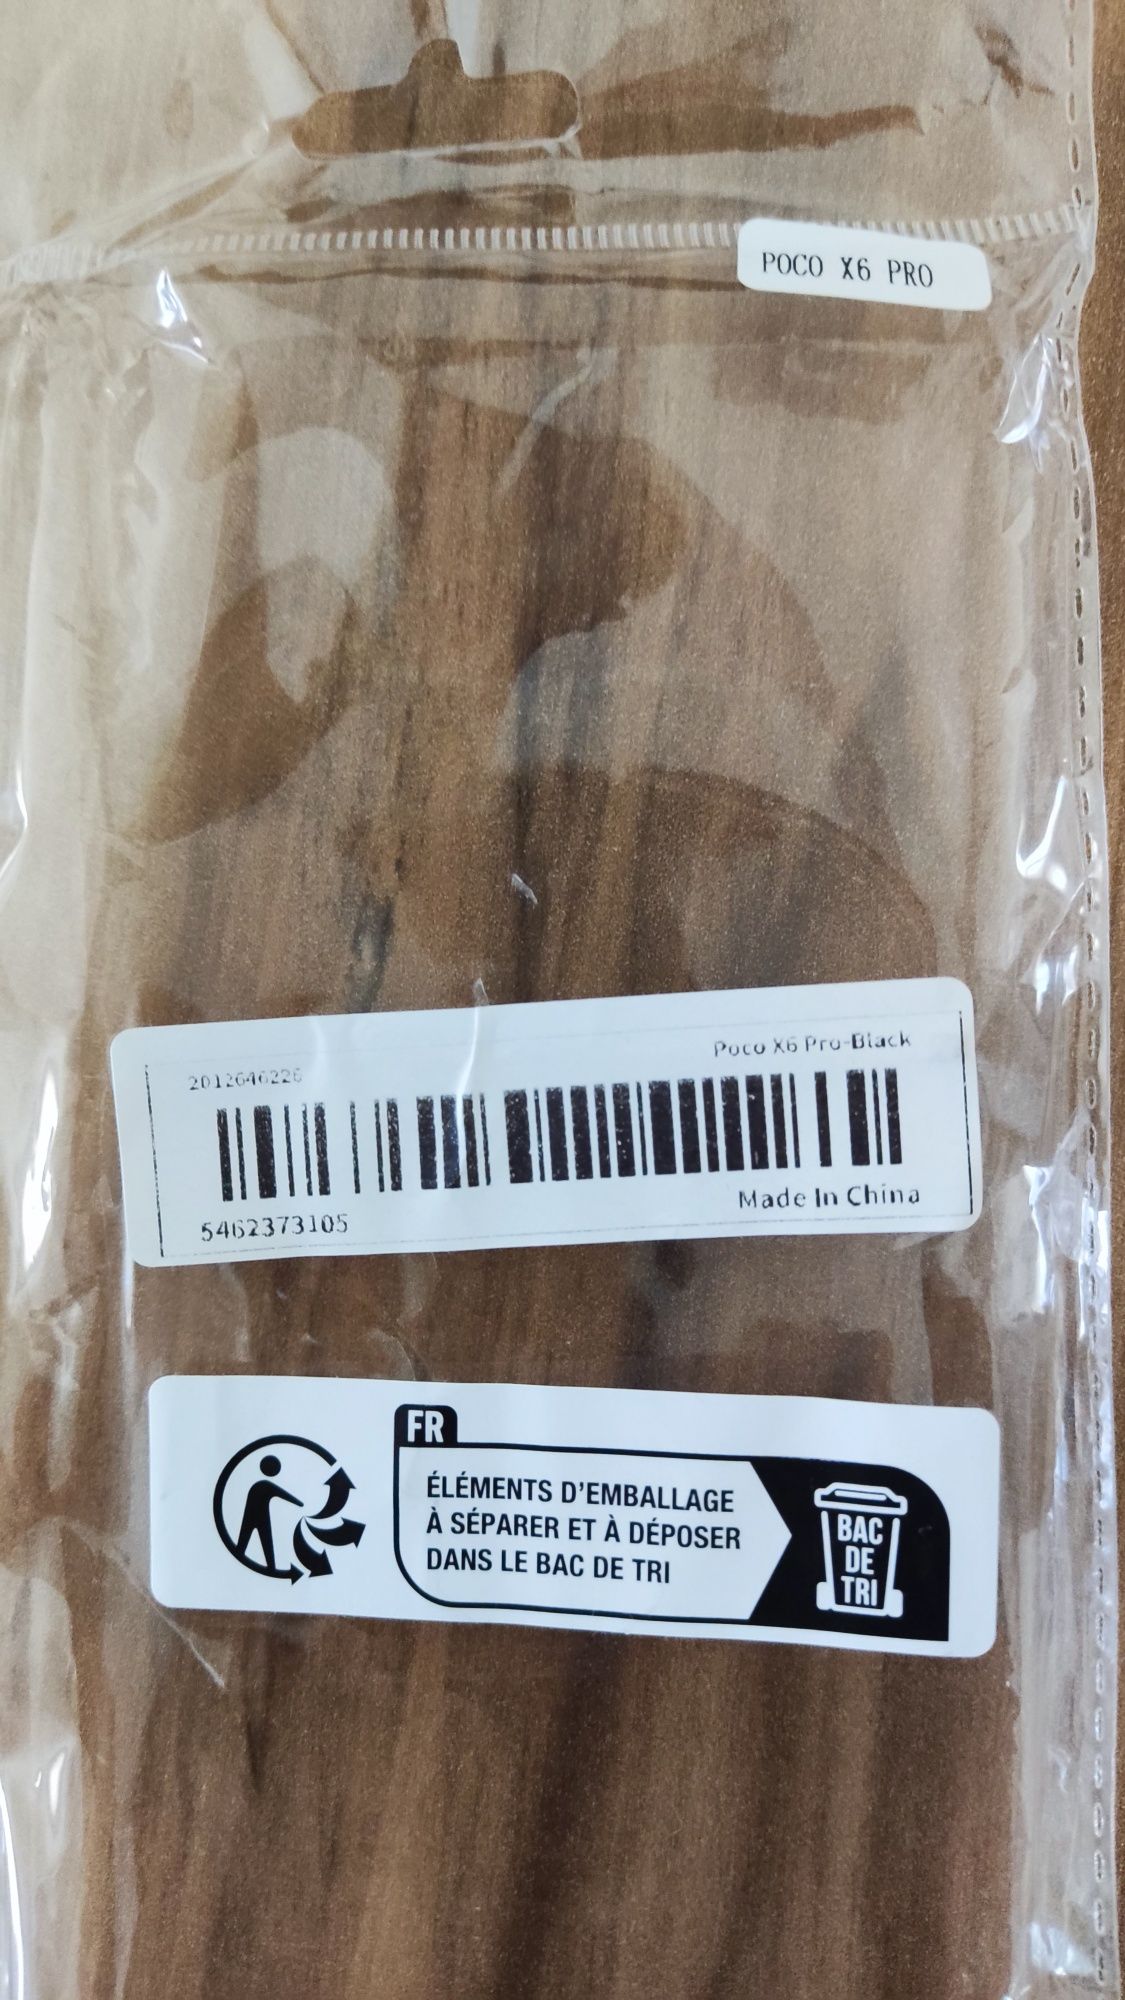 POCO X6 PRO
Poco X6 Pro-Black
2012646226
Made In China
5462373105
FR
ÉLÉMENTS D'EMBALLAGE
À SÉPARER ET À DÉPOSER
DANS LE BAC DE TRI
BAC
DE
TRI